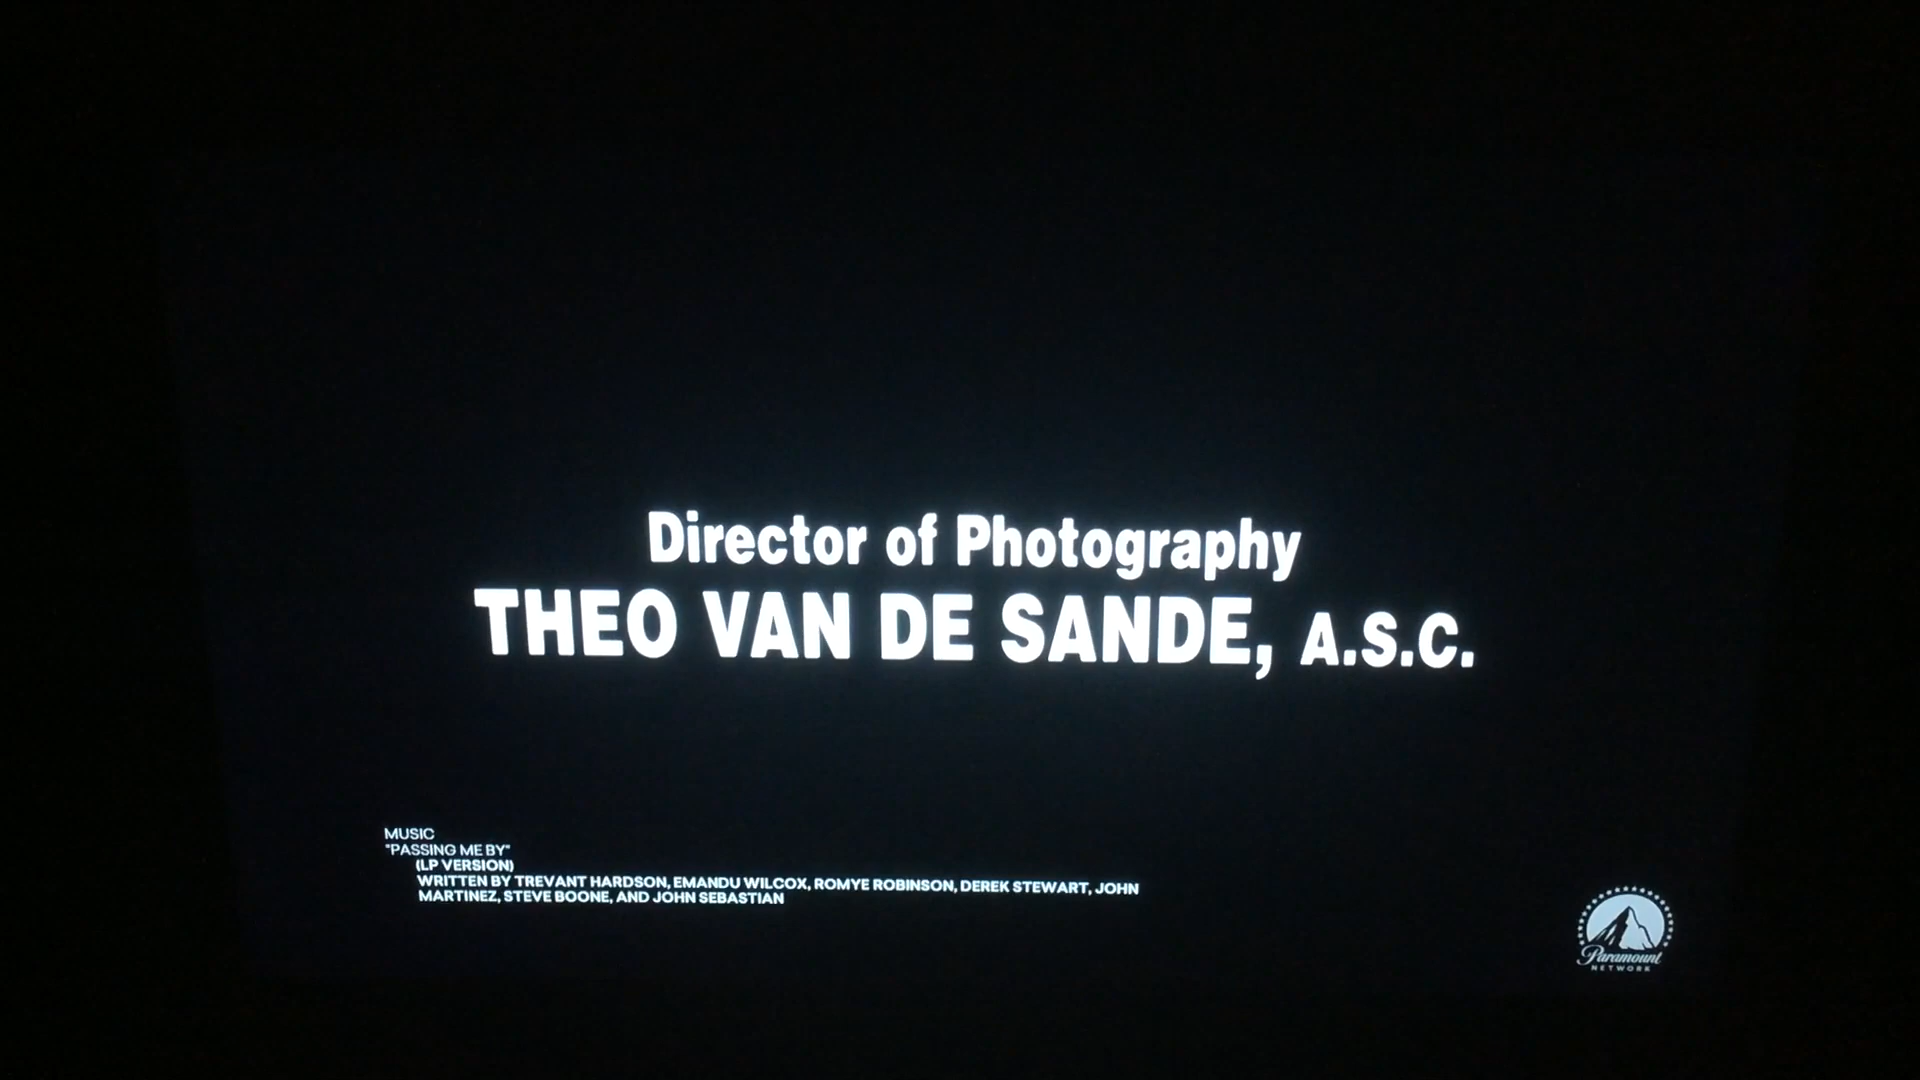 Director of Photography
THEO VAN DE SANDE, A.S.C.
MUSIC
"PASSING ME BY"
(LP VERSION)
WRITTEN BY TREVANT HARDSON, EMANDU WILCOX, ROMYE ROBINSON, DEREK STEWART, JOHN
MARTINEZ, STEVE BOONE, AND JOHN SEBASTIAN
Paramount
NETWORK